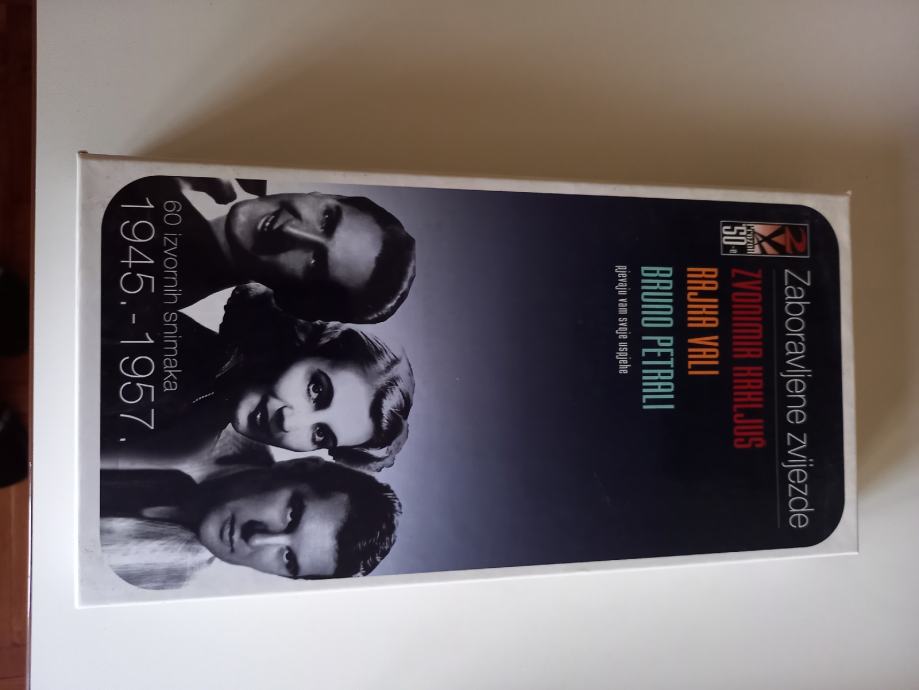 Zaboravljene zvijezde
ZVONIMIR KRKLJUŠ
RAJKA VALI
BRUNO PETRALI
pjevaju vam svoje uspjehe
60 izvornih snimaka
1945. - 1957.